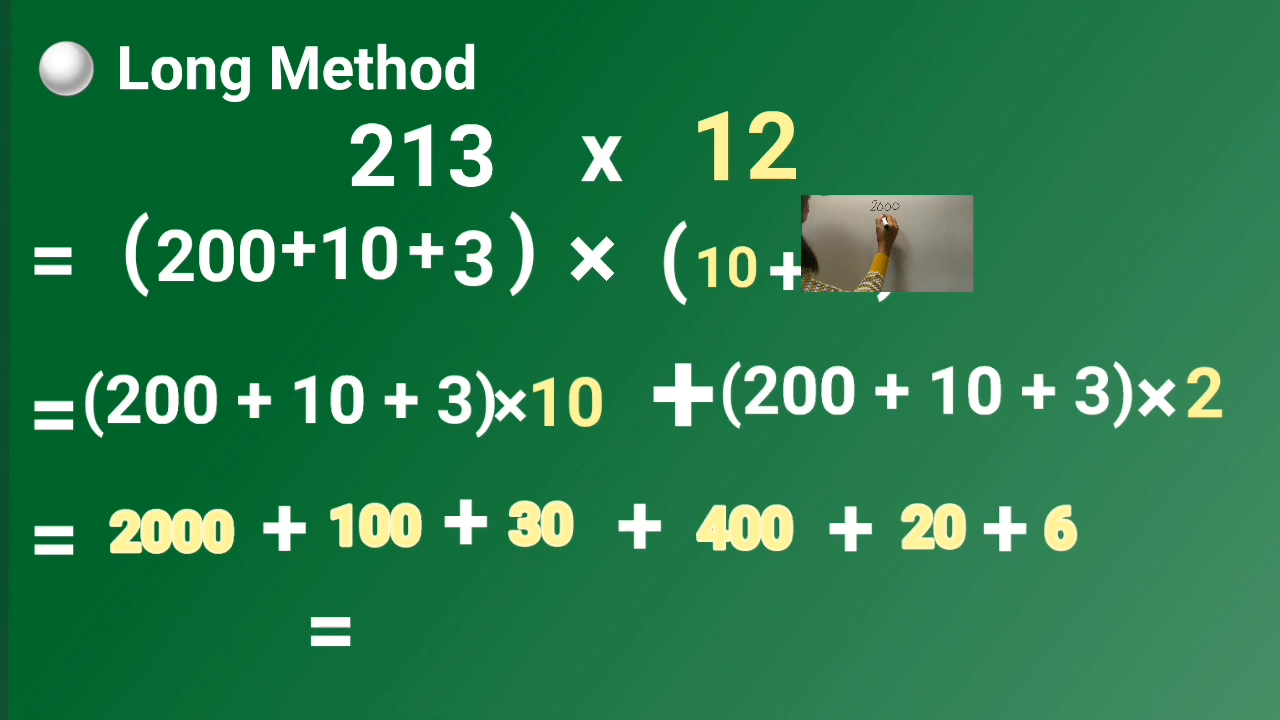 Long Method
213 x 12
= (200+10+3) × (10+
2000
=(200 + 10 + 3)×10 +(200 + 10 + 3)×2
= 2000 + 100 + 30 + 400 + 20 + 6
=